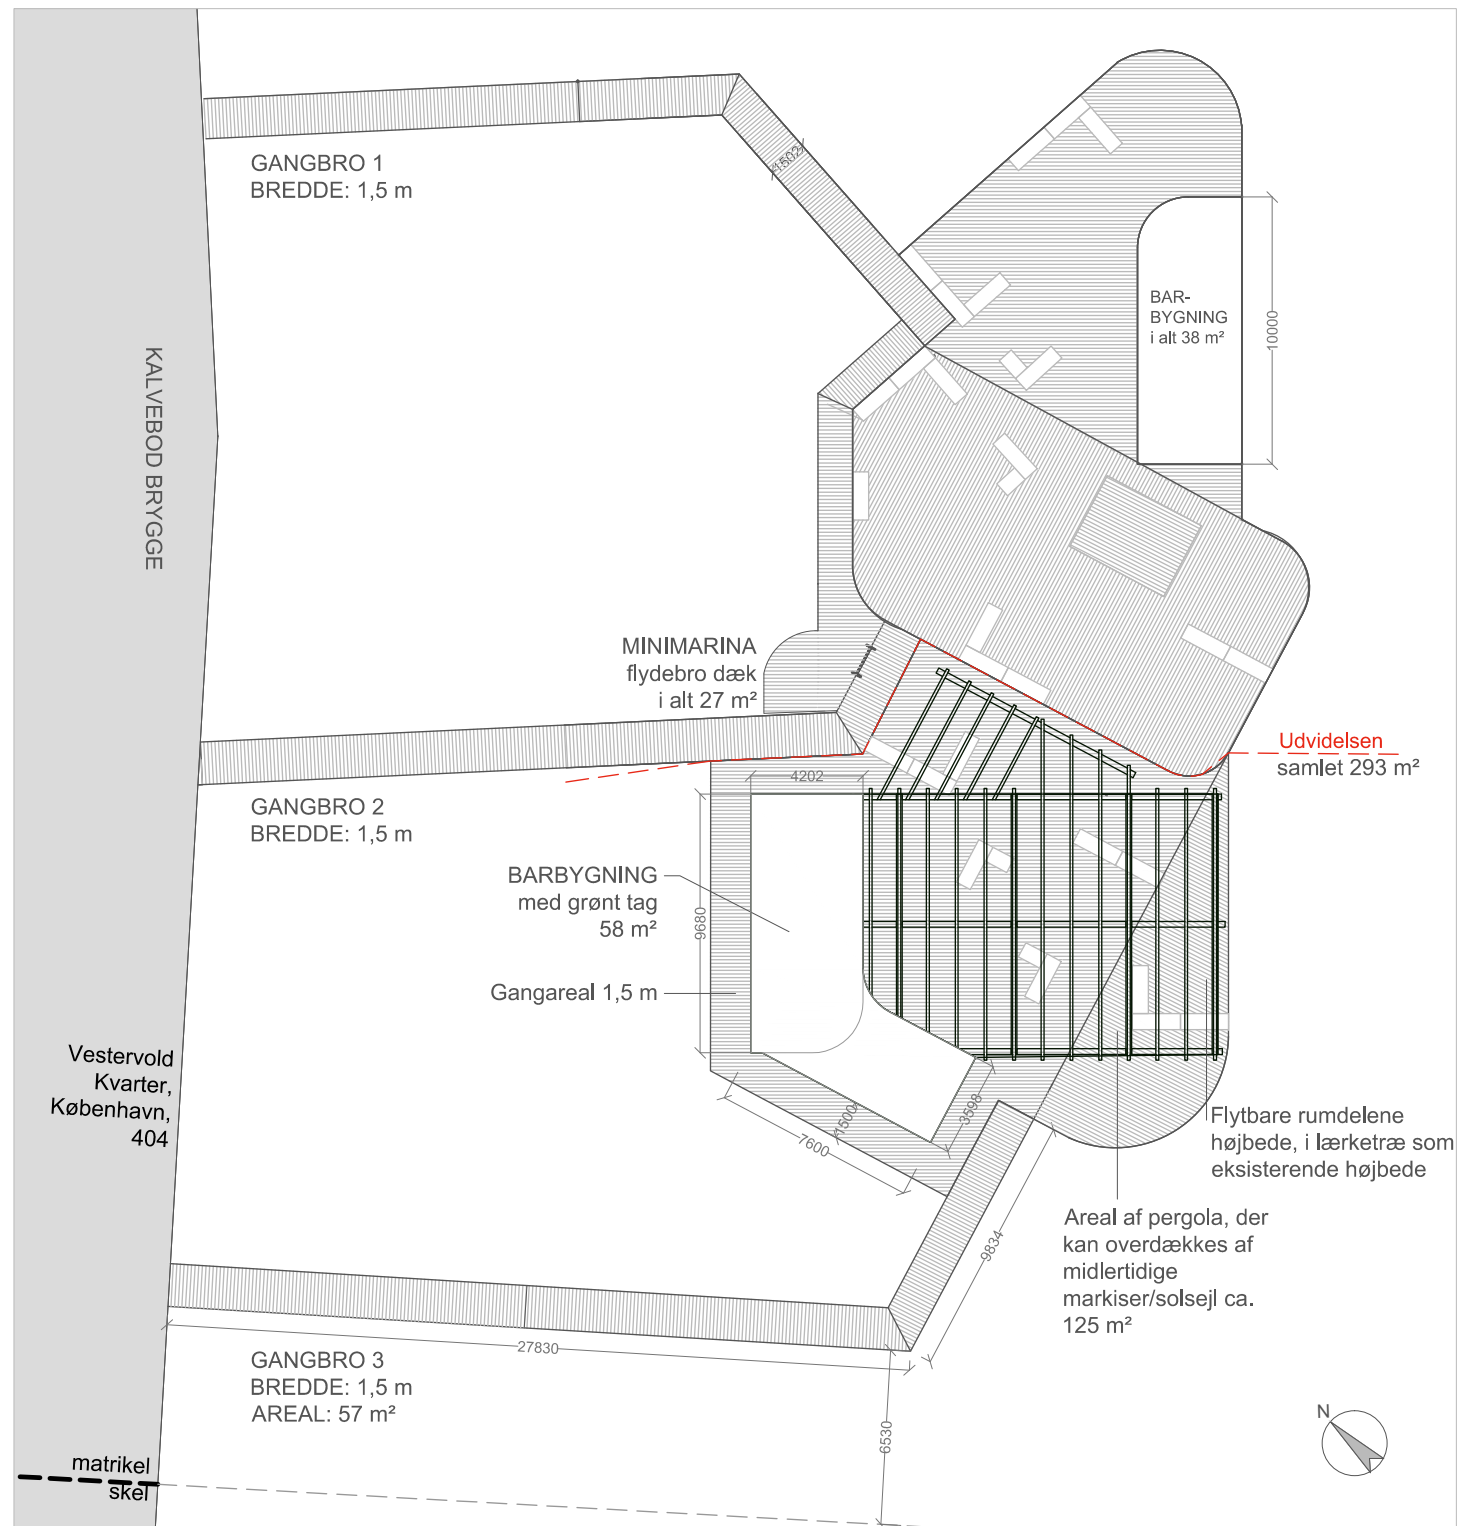 GANGBRO 1
BREDDE: 1,5 m
1502
BAR-
BYGNING
i alt 38 m²
10000
KALVEBOD BRYGGE
MINIMARINA
flydebro dæk
i alt 27 m²
Udvidelsen
samlet 293 m²
GANGBRO 2
BREDDE: 1,5 m
4202
BARBYGNING
med grønt tag
58 m²
9680
Gangareal 1,5 m
Vestervold
Kvarter,
København,
404
3598
1500
7600
Flytbare rumdelene
højbede, i lærketræ som
eksisterende højbede
9834
Areal af pergola, der
kan overdækkes af
midlertidige
markiser/solsejl ca.
125 m²
27830
GANGBRO 3
BREDDE: 1,5 m
AREAL: 57 m²
6530
N
matrikel
skel